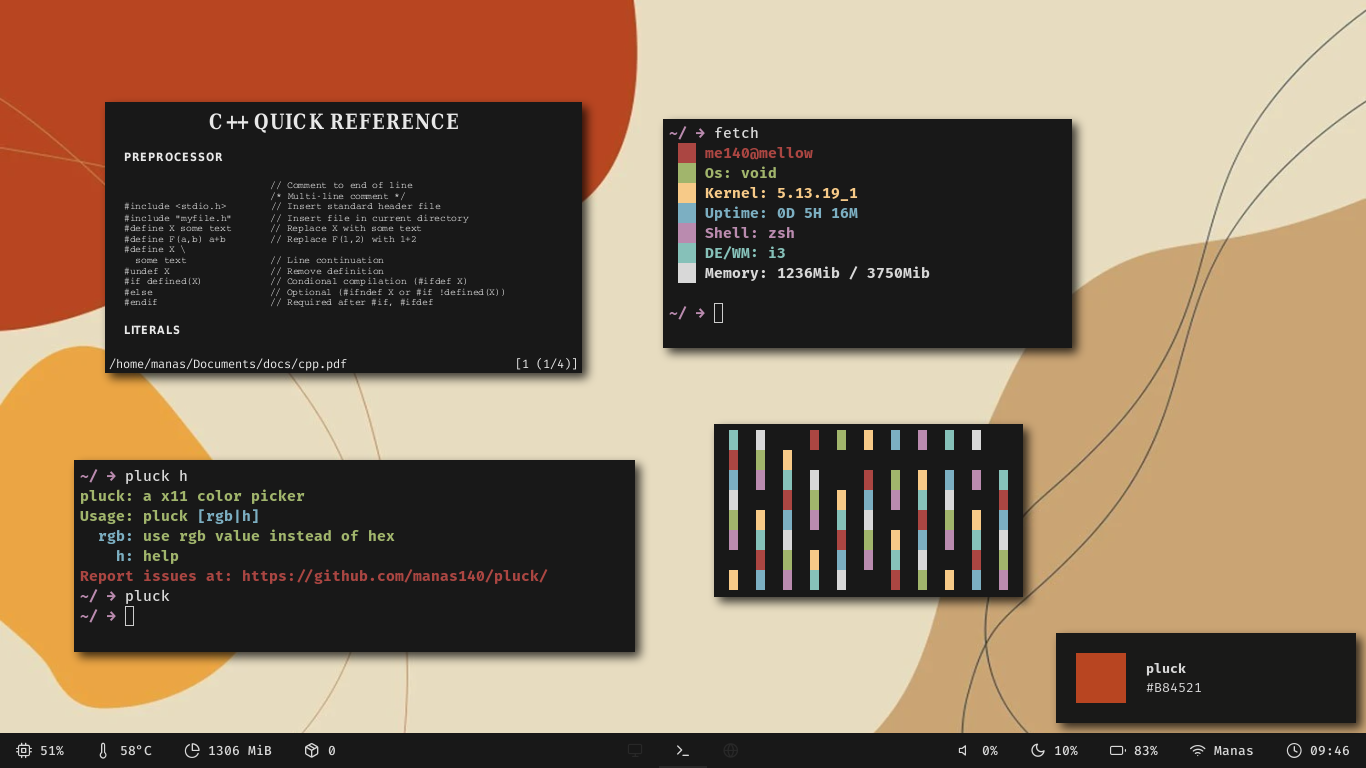 C++ QUICK REFERENCE
PREPROCESSOR
// Comment to end of line
/* Multi-line comment */
#include <stdio.h> // Insert standard header file
#include "myfile.h" // Insert file in current directory
#define X some text // Replace X with some text
#define F(a,b) a+b // Replace F(1,2) with 1+2
#define X \
some text // Line continuation
#undef X // Remove definition
#if defined(X) // Condional compilation (#ifdef X)
#else // Optional (#ifndef X or #if !defined(X))
#endif // Required after #if, #ifdef
LITERALS
/home/manas/Documents/docs/cpp.pdf [1 (1/4)]
~/ → fetch
me140@mellow
Os: void
Kernel: 5.13.19_1
Uptime: 0D 5H 16M
Shell: zsh
DE/WM: i3
Memory: 1236Mib / 3750Mib
~/ →
~/ → pluck h
pluck: a x11 color picker
Usage: pluck [rgb|h]
rgb: use rgb value instead of hex
h: help
Report issues at: https://github.com/manas140/pluck/
~/ → pluck
~/ →
pluck
#B84521
51% 58°C 1306 MiB 0 0% 10% 83% Manas 09:46